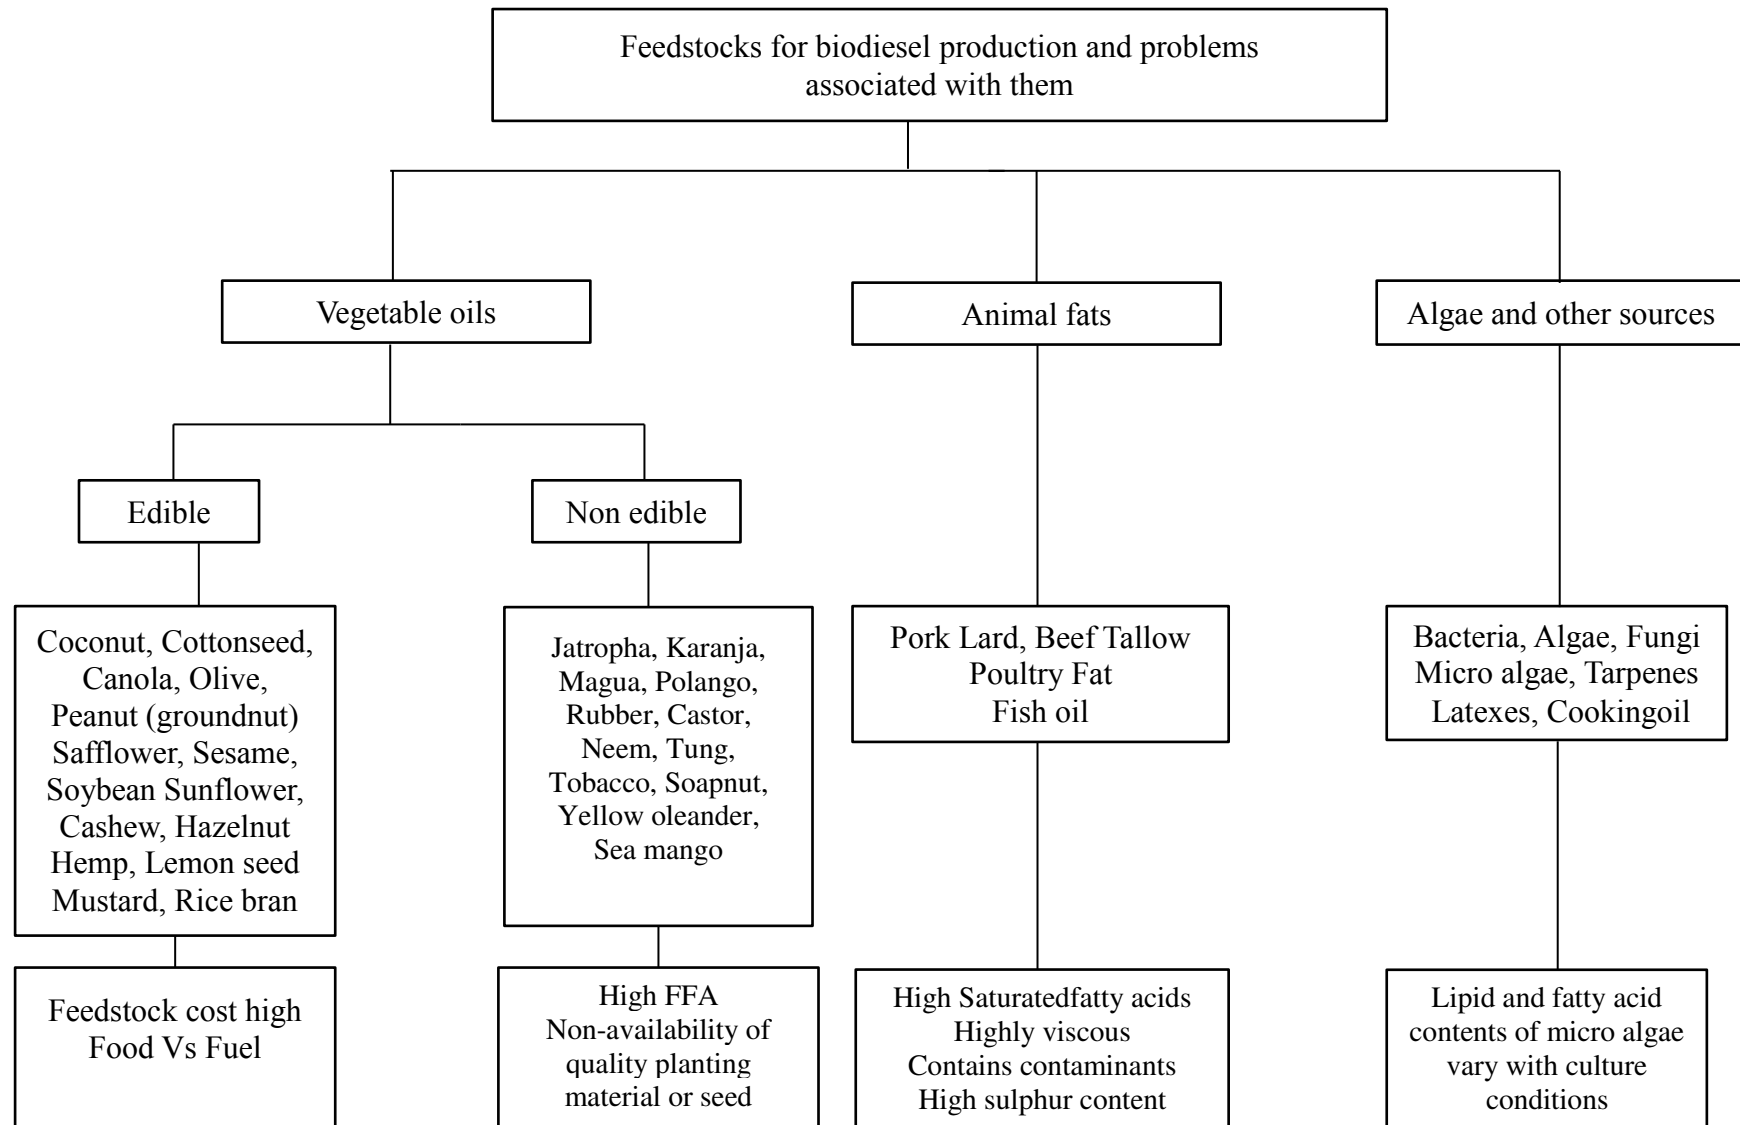 Feedstocks for biodiesel production and problems
associated with them
Vegetable oils
Animal fats
Algae and other sources
Edible
Non edible
Coconut, Cottonseed,
Canola, Olive,
Peanut (groundnut)
Safflower, Sesame,
Soybean Sunflower,
Cashew, Hazelnut
Hemp, Lemon seed
Mustard, Rice bran
Jatropha, Karanja,
Magua, Polango,
Rubber, Castor,
Neem, Tung,
Tobacco, Soapnut,
Yellow oleander,
Sea mango
Pork Lard, Beef Tallow
Poultry Fat
Fish oil
Bacteria, Algae, Fungi
Micro algae, Tarpenes
Latexes, Cookingoil
Feedstock cost high
Food Vs Fuel
High FFA
Non-availability of
quality planting
material or seed
High Saturatedfatty acids
Highly viscous
Contains contaminants
High sulphur content
Lipid and fatty acid
contents of micro algae
vary with culture
conditions